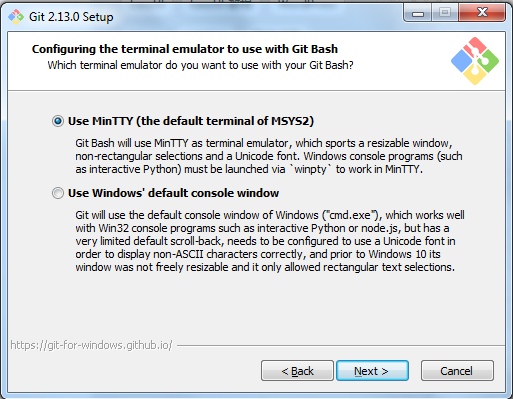 Git 2.13.0 Setup
Configuring the terminal emulator to use with Git Bash
Which terminal emulator do you want to use with your Git Bash?
Use MinTTY (the default terminal of MSYS2)
Git Bash will use MinTTY as terminal emulator, which sports a resizable window,
non-rectangular selections and a Unicode font. Windows console programs (such
as interactive Python) must be launched via `winpty` to work in MinTTY.
Use Windows' default console window
Git will use the default console window of Windows ("cmd.exe"), which works well
with Win32 console programs such as interactive Python or node.js, but has a
very limited default scroll-back, needs to be configured to use a Unicode font in
order to display non-ASCII characters correctly, and prior to Windows 10 its
window was not freely resizable and it only allowed rectangular text selections.
https://git-for-windows.github.io/
< Back
Next >
Cancel